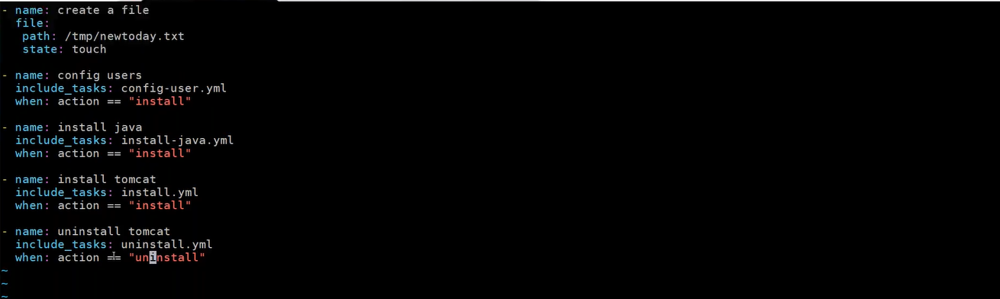 - name: create a file
  file:
   path: /tmp/newtoday.txt
   state: touch

- name: config users
  include_tasks: config-user.yml
  when: action == "install"

- name: install java
  include_tasks: install-java.yml
  when: action == "install"

- name: install tomcat
  include_tasks: install.yml
  when: action == "install"

- name: uninstall tomcat
  include_tasks: uninstall.yml
  when: action == "uninstall"
~
~
~